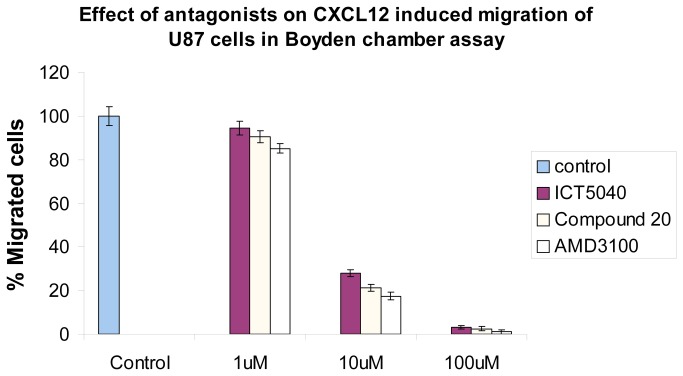 Effect of antagonists on CXCL12 induced migration of
U87 cells in Boyden chamber assay
% Migrated cells
120
100
80
60
40
20
0
Control
1uM
10uM
100uM
control
ICT5040
Compound 20
AMD3100